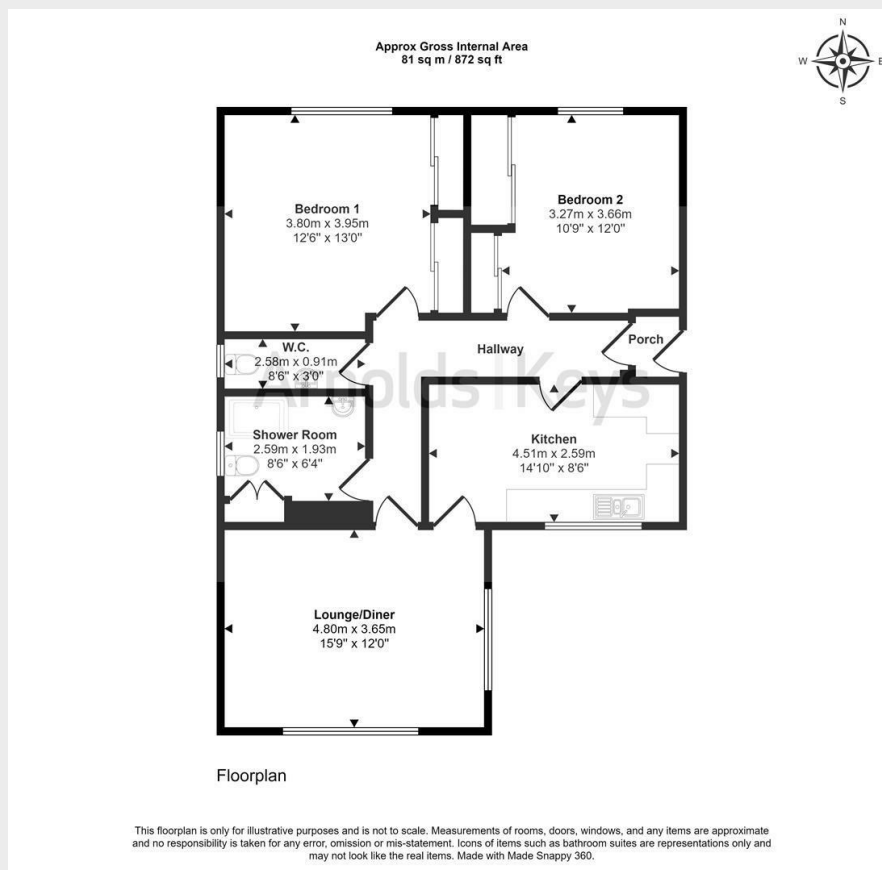 Approx Gross Internal Area
81 sq m / 872 sq ft
N
W
E
S
Bedroom 1
3.80m x 3.95m
12'6" x 13'0"
Bedroom 2
3.27m x 3.66m
10'9" x 12'0"
W.C.
2.58m x 0.91m
8'6" x 3'0"
Hallway
Porch
Arnolds | Keys
Shower Room
2.59m x 1.93m
8'6" x 6'4"
Kitchen
4.51m x 2.59m
14'10" x 8'6"
Lounge/Diner
4.80m x 3.65m
15'9" x 12'0"
Floorplan
This floorplan is only for illustrative purposes and is not to scale. Measurements of rooms, doors, windows, and any items are approximate
and no responsibility is taken for any error, omission or mis-statement. Icons of items such as bathroom suites are representations only and
may not look like the real items. Made with Made Snappy 360.